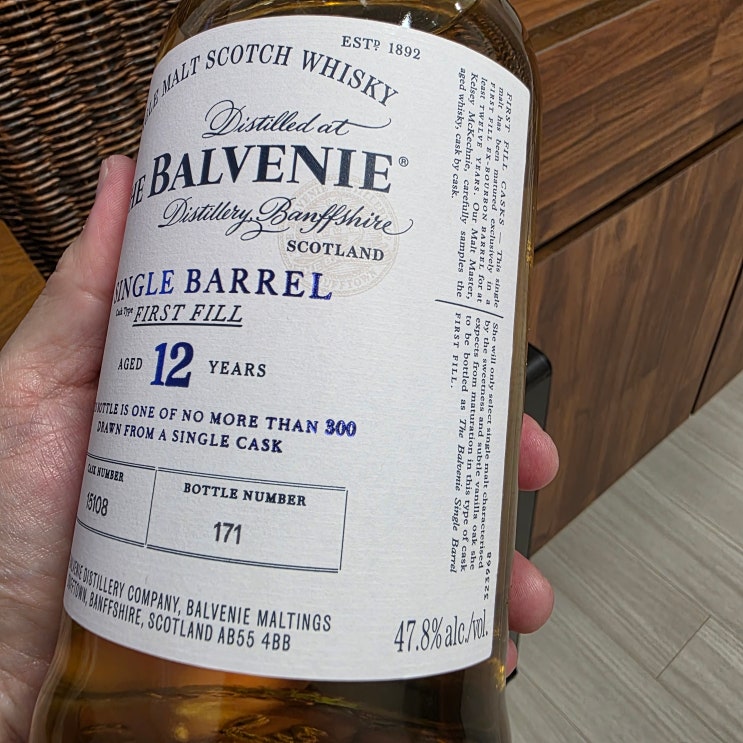 MALT SCOTCH WHISKY
ESTD 1892
Distilled at
BALVENIE®
Distillery, Banffshire
SCOTLAND
SINGLE BARREL
Cask Type FIRST FILL
AGED 12 YEARS
BOTTLE IS ONE OF NO MORE THAN 300
DRAWN FROM A SINGLE CASK
CASK NUMBER
15108
BOTTLE NUMBER
171
DISTILLERY COMPANY, BALVENIE MALTINGS
BANFFSHIRE, SCOTLAND AB55 4BB
47.8% alc./vol.
FIRST FILL CASKS — This single
malt has been matured exclusively in a
FIRST FILL EX-BOURBON BARREL for at
least TWELVE YEARS. Our Malt Master,
Kelsey McKechnie, carefully samples the
aged whisky, cask by cask.
She will only select single malt characterised
by the sweetness and subtle vanilla oak she
expects from maturation in this type of cask
to be bottled as The Balvenie Single Barrel
FIRST FILL.